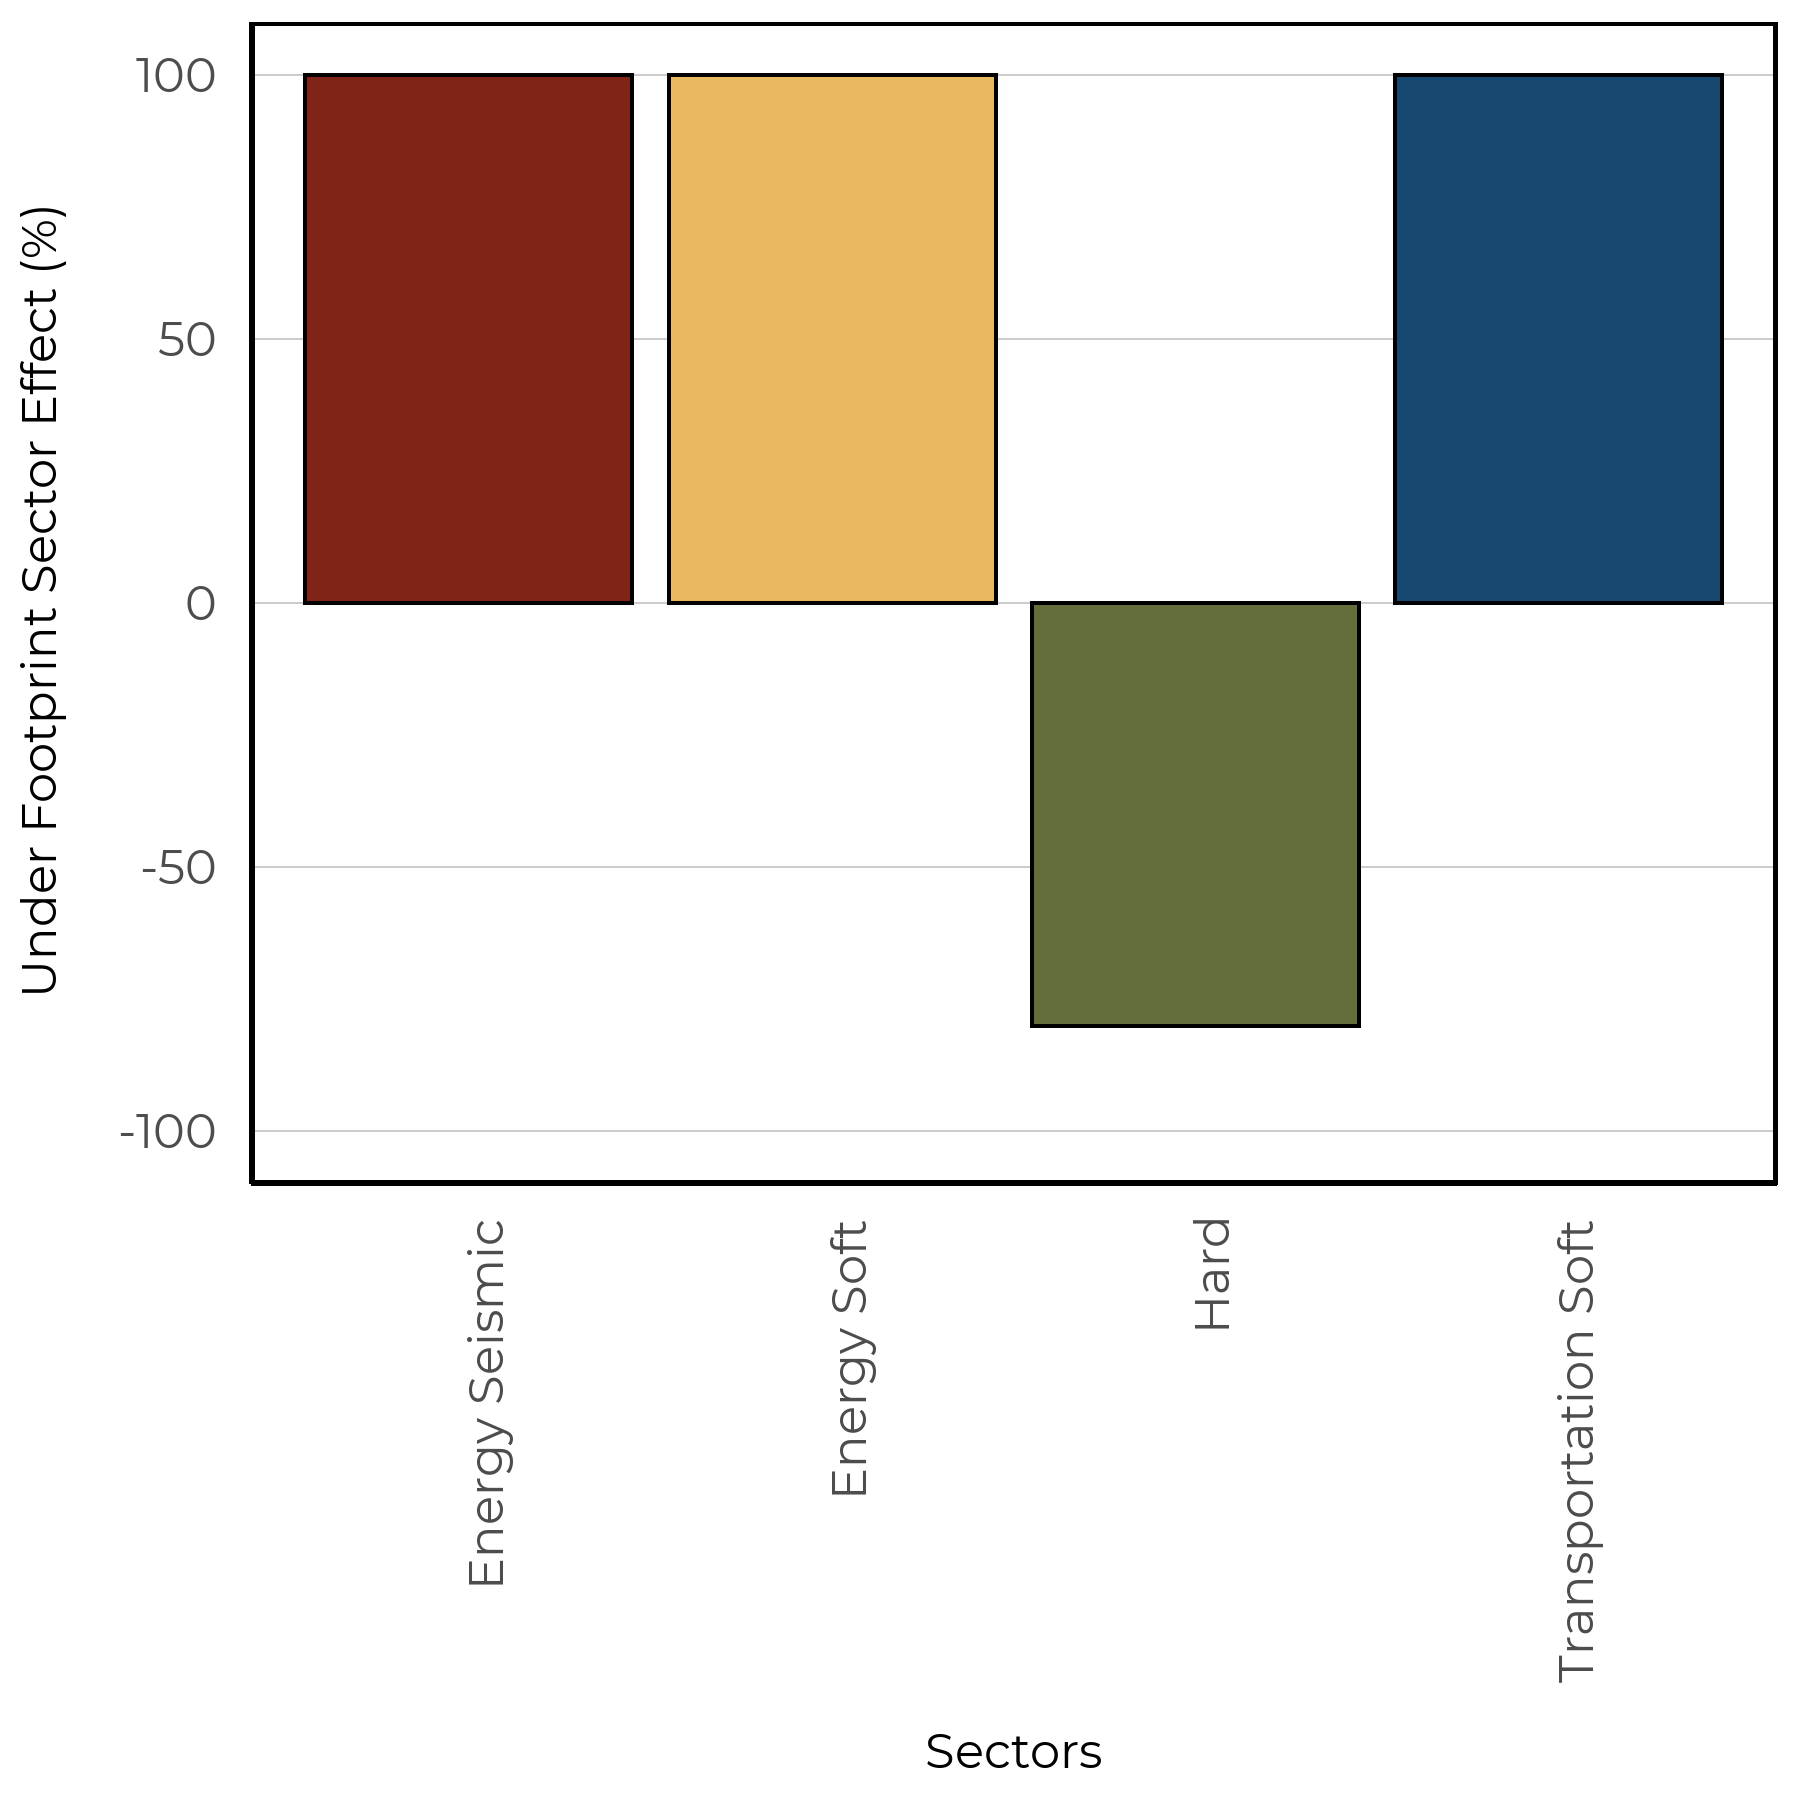 Under Footprint Sector Effect (%)
100
50
0
-50
-100
Energy Seismic
Energy Soft
Hard
Transportation Soft
Sectors